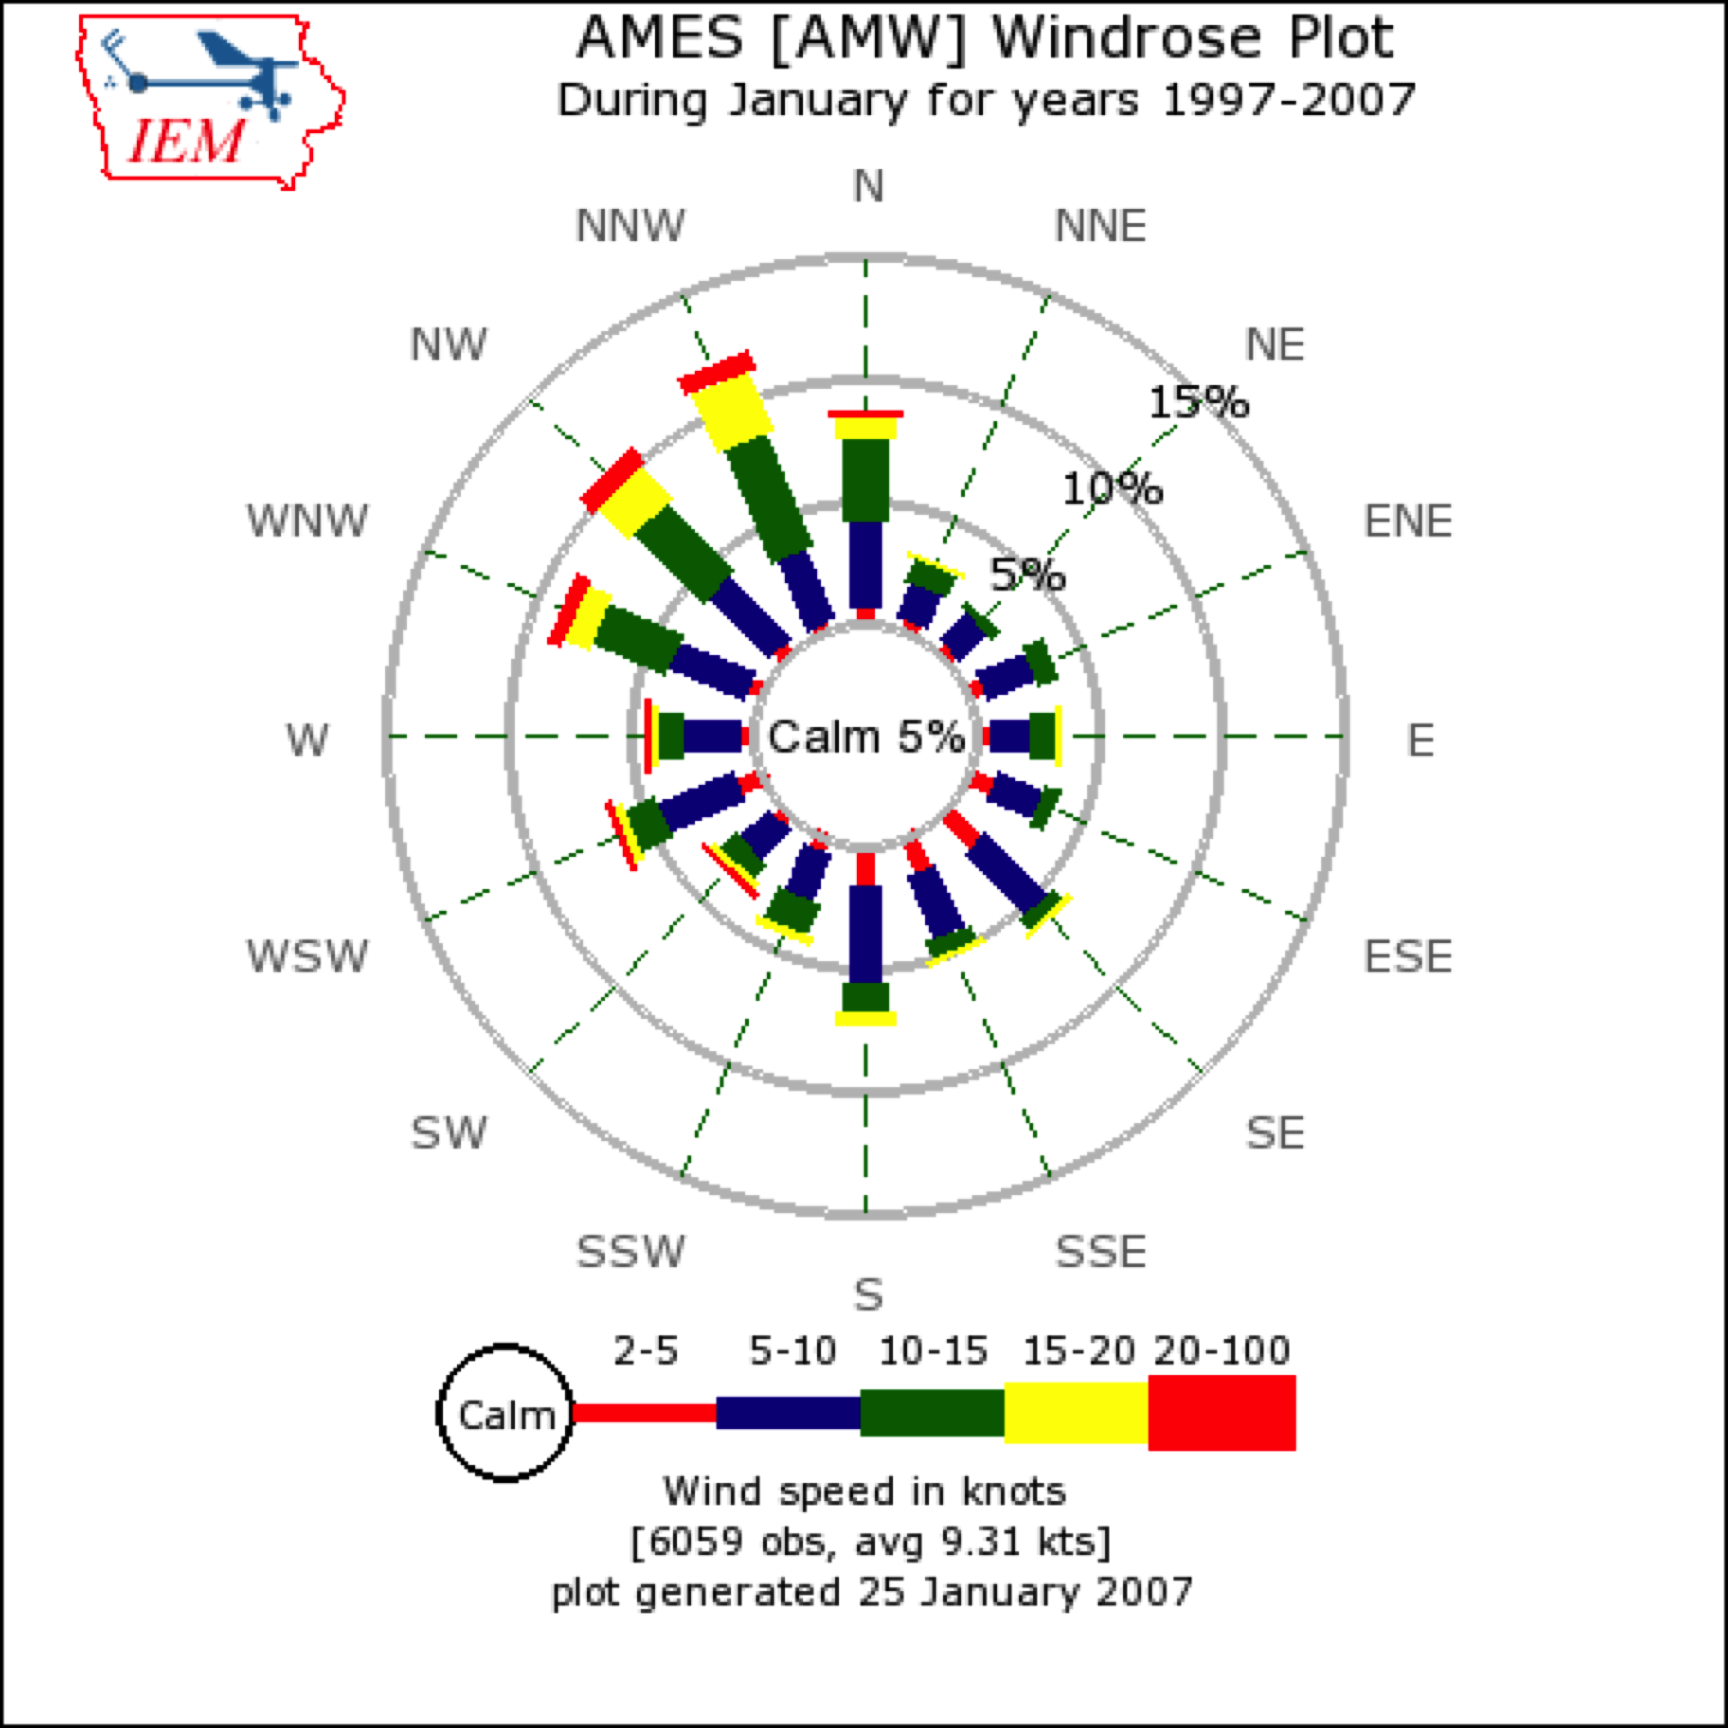 AMES [AMW] Windrose Plot
During January for years 1997-2007
IEM
N
NNW
NNE
NW
NE
15%
10%
WNW
ENE
5%
W
Calm 5%
E
WSW
ESE
SW
SE
SSW
SSE
S
2-5 5-10 10-15 15-20 20-100
Calm
Wind speed in knots
[6059 obs, avg 9.31 kts]
plot generated 25 January 2007